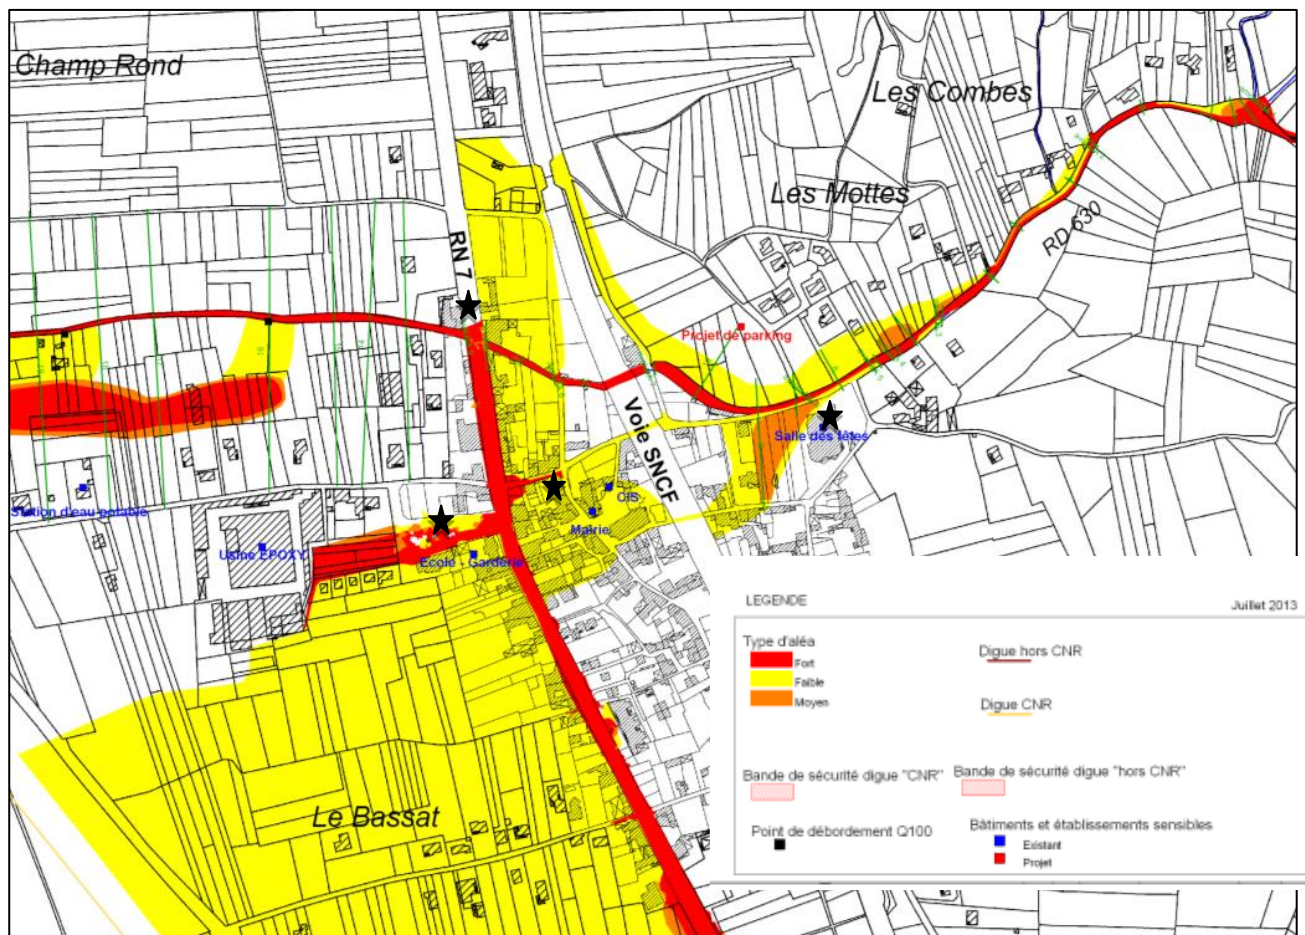 Champ Rond
Les Combes
Les Mottes
RD 630
RN 7
Projet de parking
Voie SNCF
Salle des fêtes
CIS
Mairie
Station d'eau potable
Usine EPOXY
Ecole - Garderie
Le Bassat
LEGENDE
Juillet 2013
Type d'aléa
Fort
Faible
Moyen
Digue hors CNR
Digue CNR
Bande de sécurité digue "CNR"
Bande de sécurité digue "hors CNR"
Point de débordement Q100
Bâtiments et établissements sensibles
Existant
Projet